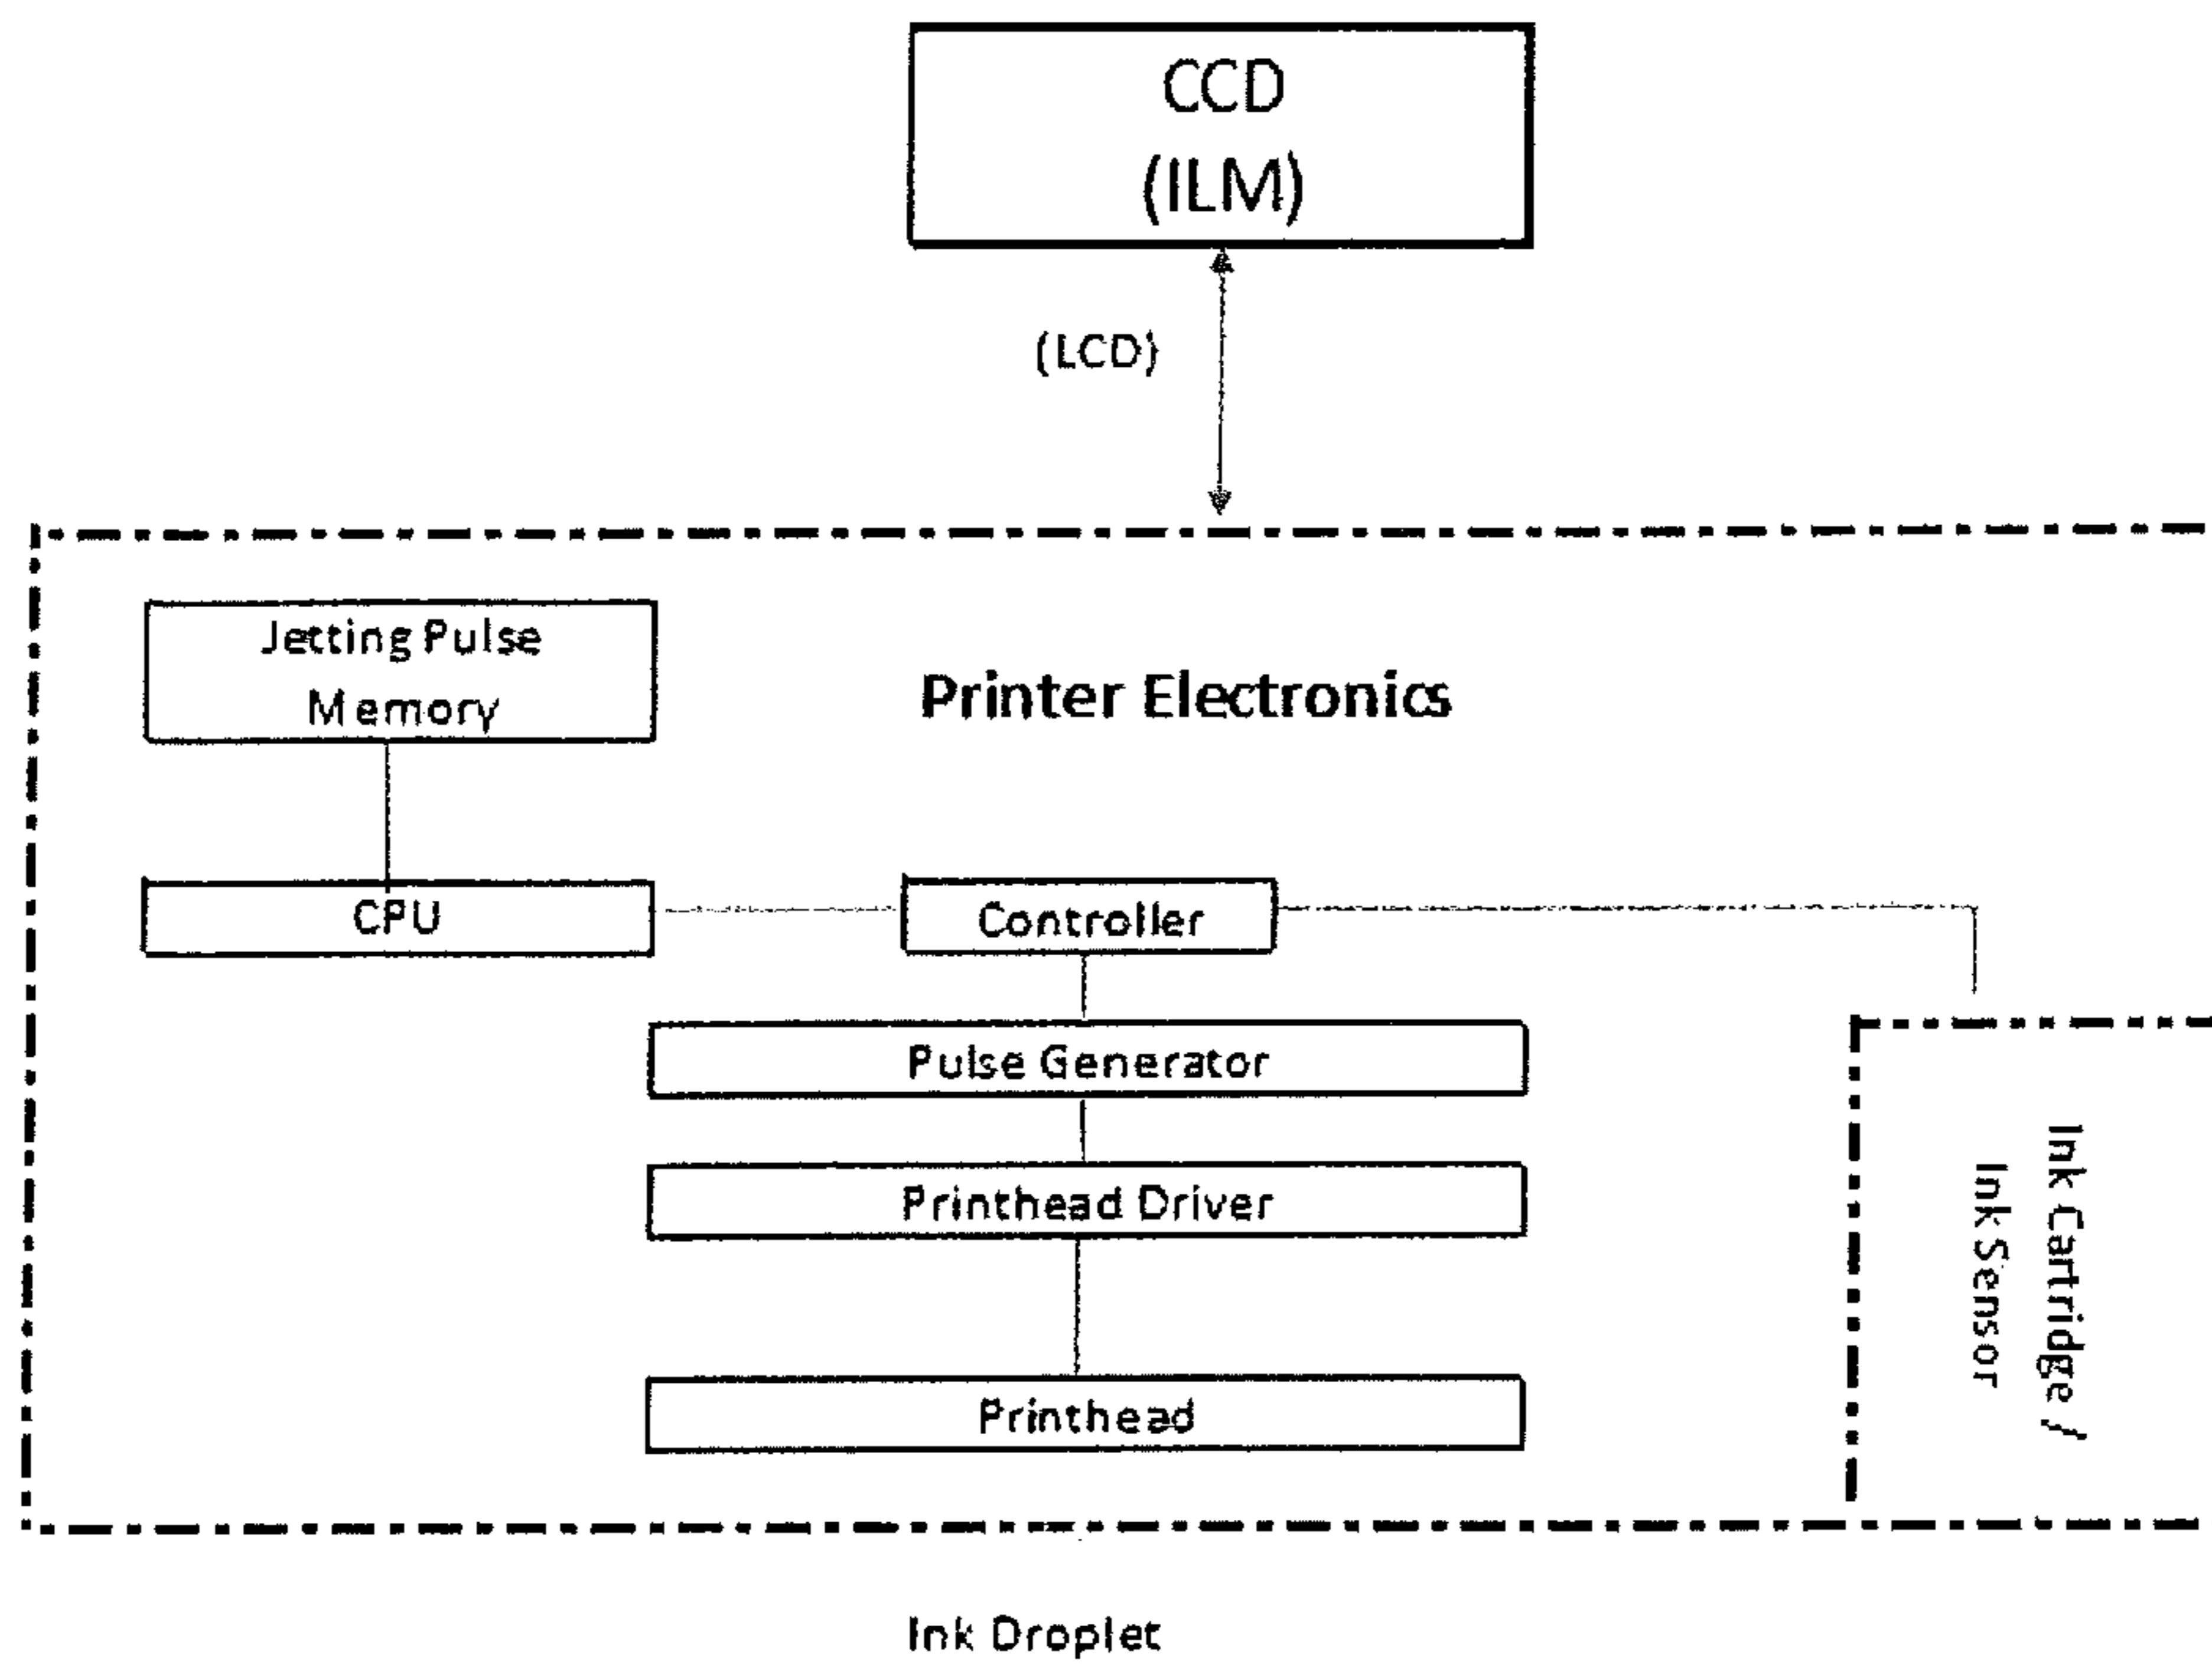 CCD
(ILM)
(LCD)
Jetting Pulse
Memory
Printer Electronics
CPU
Controller
Pulse Generator
Printhead Driver
Printhead
Ink Cartridge /
Ink Sensor
Ink Droplet